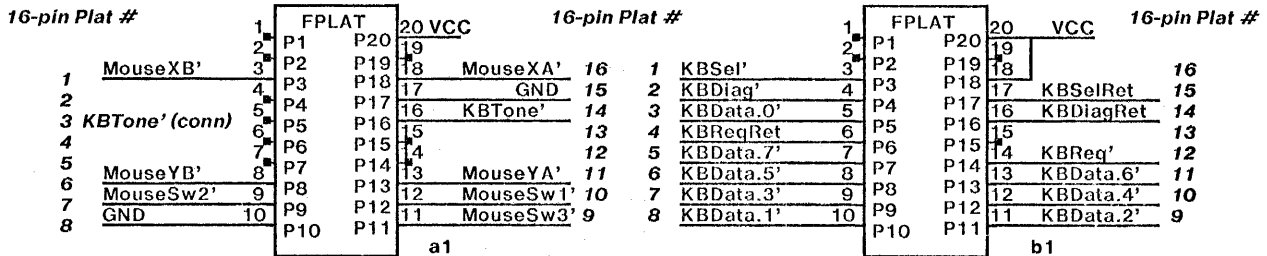 16-pin Plat # FPLAT 16-pin Plat # FPLAT 16-pin Plat #
1 P1 P20 20 VCC 1 P1 P20 20 VCC
2 P2 P19 19 2 P2 P19 19
1 MouseXB' 3 P3 P18 18 MouseXA' 16 1 KBSel' 3 P3 P18 18 16
2 4 P4 P17 17 GND 15 2 KBDiag' 4 P4 P17 17 KBSelRet 15
3 KBTone' (conn) 5 P5 P16 16 KBTone' 14 3 KBData.0' 5 P5 P16 16 KBDiagRet 14
4 6 P6 P15 15 13 4 KBReqRet 6 P6 P15 15 13
5 7 P7 P14 14 12 5 KBData.7' 7 P7 P14 14 KBReq' 12
6 MouseYB' 8 P8 P13 13 MouseYA' 11 6 KBData.5' 8 P8 P13 13 KBData.6' 11
7 MouseSw2' 9 P9 P12 12 MouseSw1' 10 7 KBData.3' 9 P9 P12 12 KBData.4' 10
8 GND 10 P10 P11 11 MouseSw3' 9 8 KBData.1' 10 P10 P11 11 KBData.2' 9
a1 b1